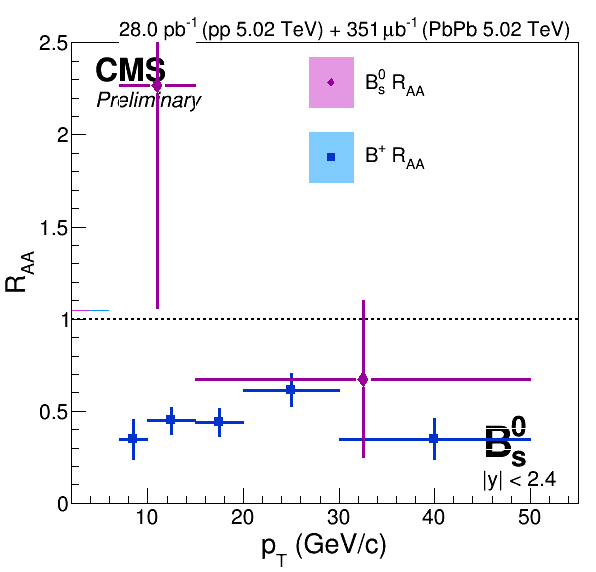 28.0 pb⁻¹ (pp 5.02 TeV) + 351 μb⁻¹ (PbPb 5.02 TeV)
CMS
Preliminary
B⁰ₛ R_AA
B⁺ R_AA
R_AA
2.5
2
1.5
1
0.5
0
B⁰ₛ
|y| < 2.4
10 20 30 40 50
p_T (GeV/c)